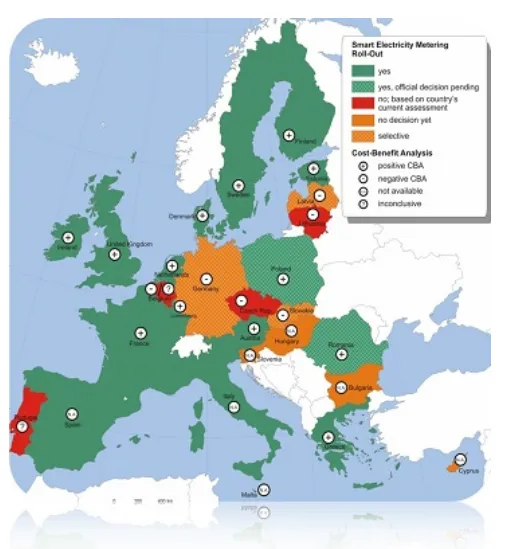 Smart Electricity Metering
Roll-Out
yes
yes, official decision pending
no; based on country's
current assessment
no decision yet
selective
Cost-Benefit Analysis
+ positive CBA
- negative CBA
not available
? inconclusive
+
Finland
+
+
Sweden
-
Latvia
-
Denmark +
+
Ireland
United Kingdom
+
+
Netherlands
- ?
Belgium
-
Germany
Poland
+
+
-
Czech Rep.
-
Slovakia
+
Austria
N.A.
Hungary
+
France
N.A.
Slovenia
Romania
+
N.A. Bulgaria
Portugal
?
N.A.
Spain
Italy
N.A.
+
Greece
Malta N.A.
N.A.
Cyprus
0 200 400 km